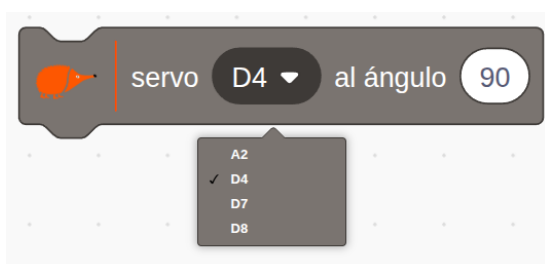 servo D4 al ángulo 90
A2
✓ D4
D7
D8